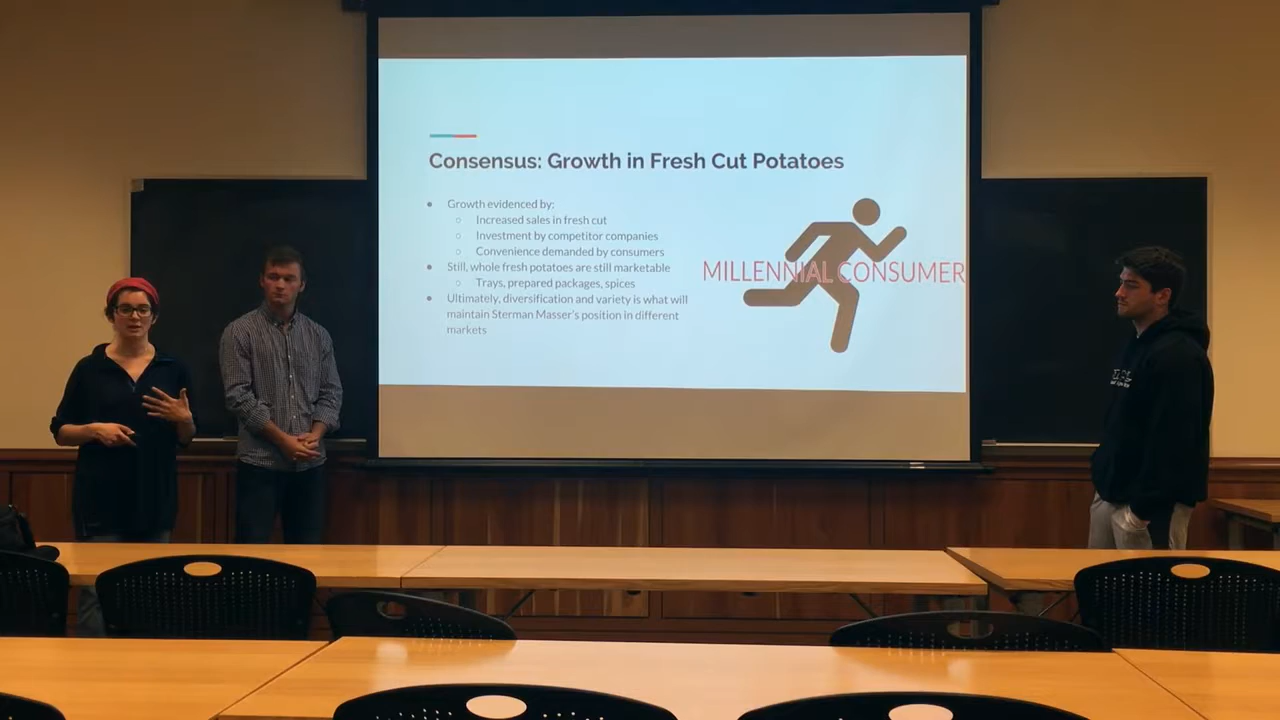 Consensus: Growth in Fresh Cut Potatoes
● Growth evidenced by:
○ Increased sales in fresh cut
○ Investment by competitor companies
○ Convenience demanded by consumers
● Still, whole fresh potatoes are still marketable
○ Trays, prepared packages, spices
● Ultimately, diversification and variety is what will
maintain Sterman Masser's position in different
markets
MILLENNIAL CONSUMER